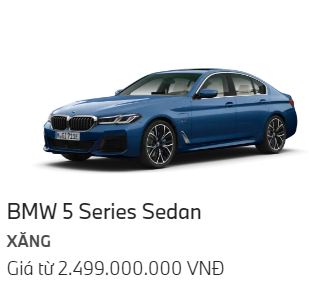 BMW 5 Series Sedan
XĂNG
Giá từ 2.499.000.000 VNĐ